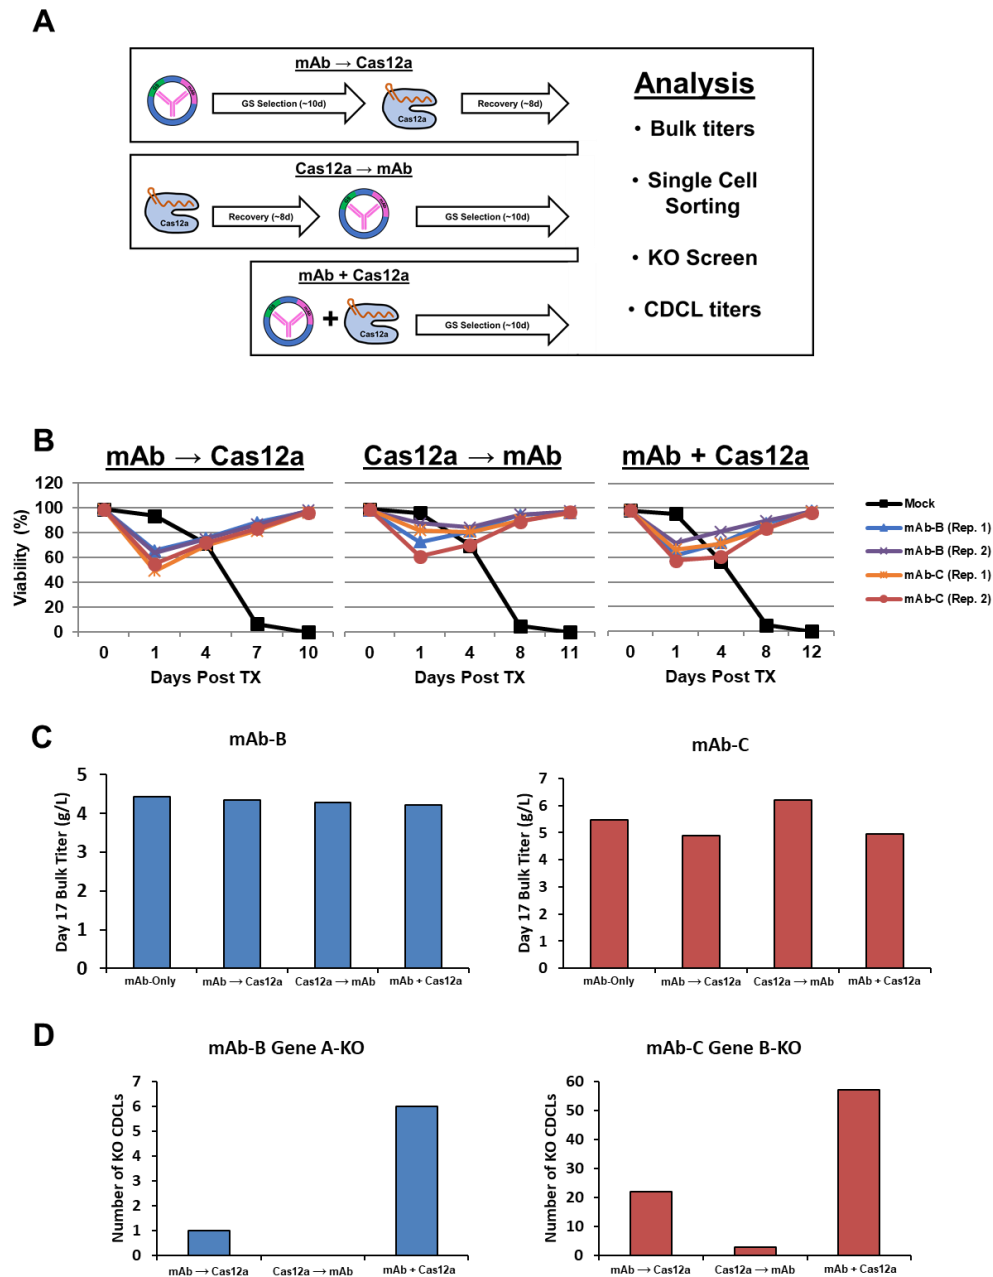 A
mAb → Cas12a
GS Selection (~10d)
Cas12a
Recovery (~8d)
Cas12a → mAb
Cas12a
Recovery (~8d)
GS Selection (~10d)
mAb + Cas12a
+
Cas12a
GS Selection (~10d)
Analysis
• Bulk titers
• Single Cell
Sorting
• KO Screen
• CDCL titers
B
mAb → Cas12a
Cas12a → mAb
mAb + Cas12a
Viability (%)
120
100
80
60
40
20
0
0 1 4 7 10
Days Post TX
0 1 4 8 11
Days Post TX
0 1 4 8 12
Days Post TX
Mock
mAb-B (Rep. 1)
mAb-B (Rep. 2)
mAb-C (Rep. 1)
mAb-C (Rep. 2)
C
mAb-B
Day 17 Bulk Titer (g/L)
5
4
3
2
1
0
mAb-Only mAb → Cas12a Cas12a → mAb mAb + Cas12a
mAb-C
Day 17 Bulk Titer (g/L)
7
6
5
4
3
2
1
0
mAb-Only mAb → Cas12a Cas12a → mAb mAb + Cas12a
D
mAb-B Gene A-KO
Number of KO CDCLs
7
6
5
4
3
2
1
0
mAb → Cas12a Cas12a → mAb mAb + Cas12a
mAb-C Gene B-KO
Number of KO CDCLs
60
50
40
30
20
10
0
mAb → Cas12a Cas12a → mAb mAb + Cas12a